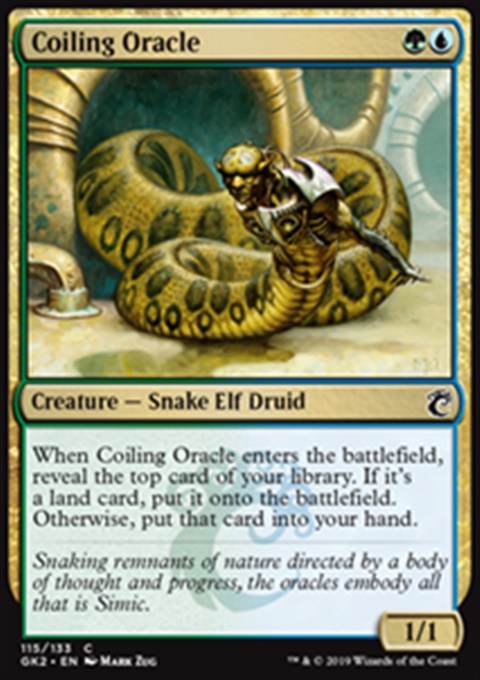 Coiling Oracle
Creature — Snake Elf Druid
When Coiling Oracle enters the battlefield,
reveal the top card of your library. If it's
a land card, put it onto the battlefield.
Otherwise, put that card into your hand.
Snaking remnants of nature directed by a body
of thought and progress, the oracles embody all
that is Simic.
1/1
115/133 C
GK2 • EN Mark Zug
™ & © 2019 Wizards of the Coast